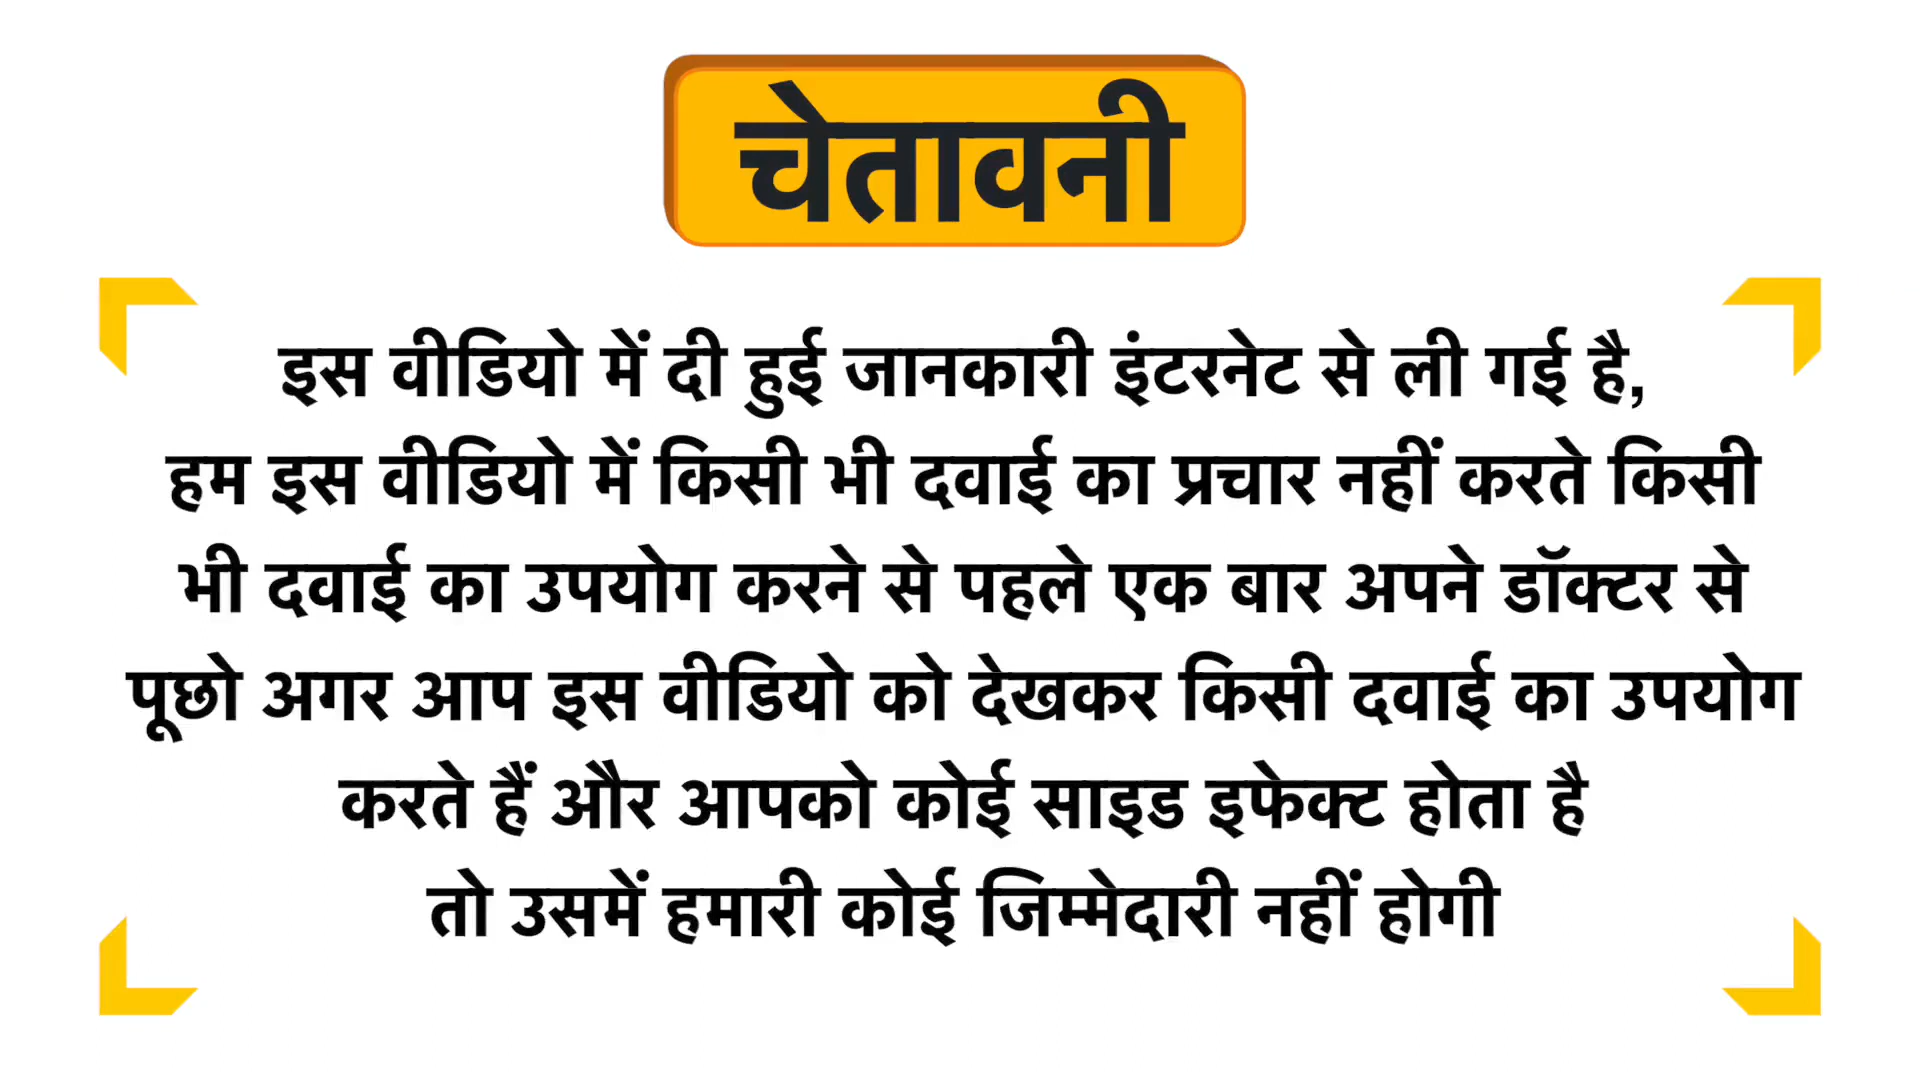 चेतावनी
इस वीडियो में दी हुई जानकारी इंटरनेट से ली गई है,
हम इस वीडियो में किसी भी दवाई का प्रचार नहीं करते किसी
भी दवाई का उपयोग करने से पहले एक बार अपने डॉक्टर से
पूछो अगर आप इस वीडियो को देखकर किसी दवाई का उपयोग
करते हैं और आपको कोई साइड इफेक्ट होता है
तो उसमें हमारी कोई जिम्मेदारी नहीं होगी